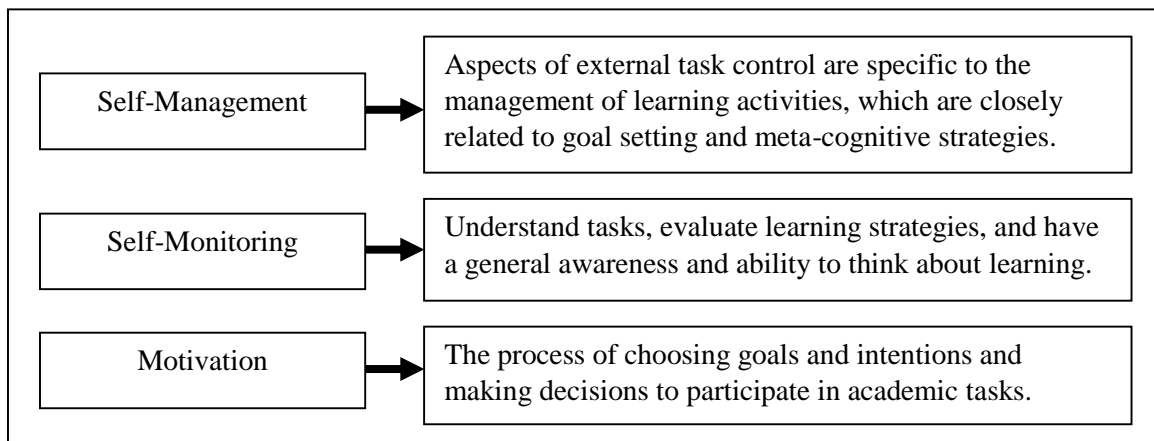 Self-Management
Aspects of external task control are specific to the
management of learning activities, which are closely
related to goal setting and meta-cognitive strategies.
Self-Monitoring
Understand tasks, evaluate learning strategies, and have
a general awareness and ability to think about learning.
Motivation
The process of choosing goals and intentions and
making decisions to participate in academic tasks.